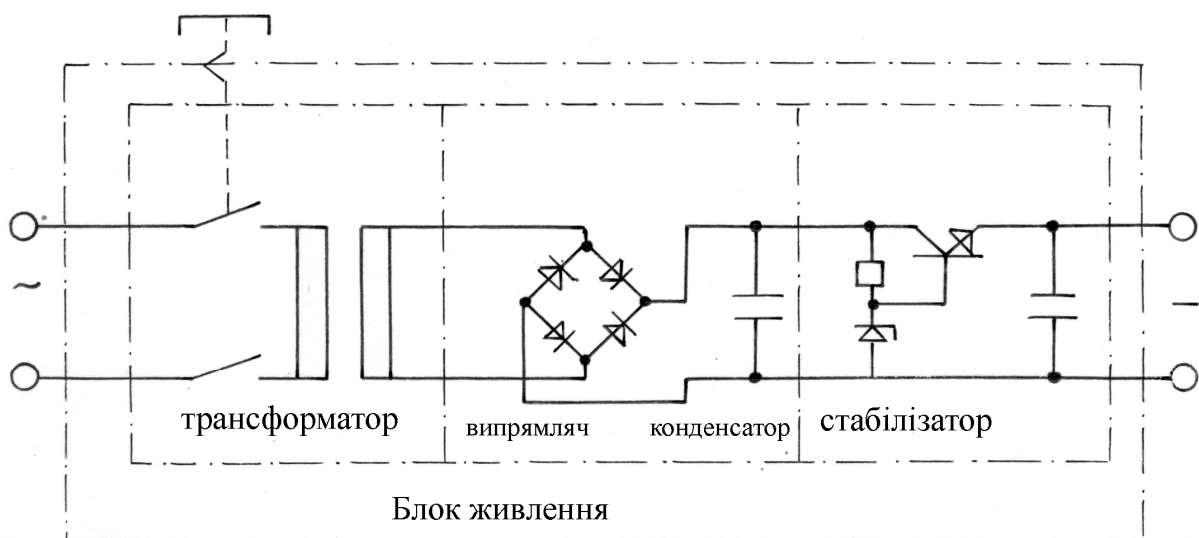 ~
–
трансформатор
випрямляч
конденсатор
стабілізатор
Блок живлення